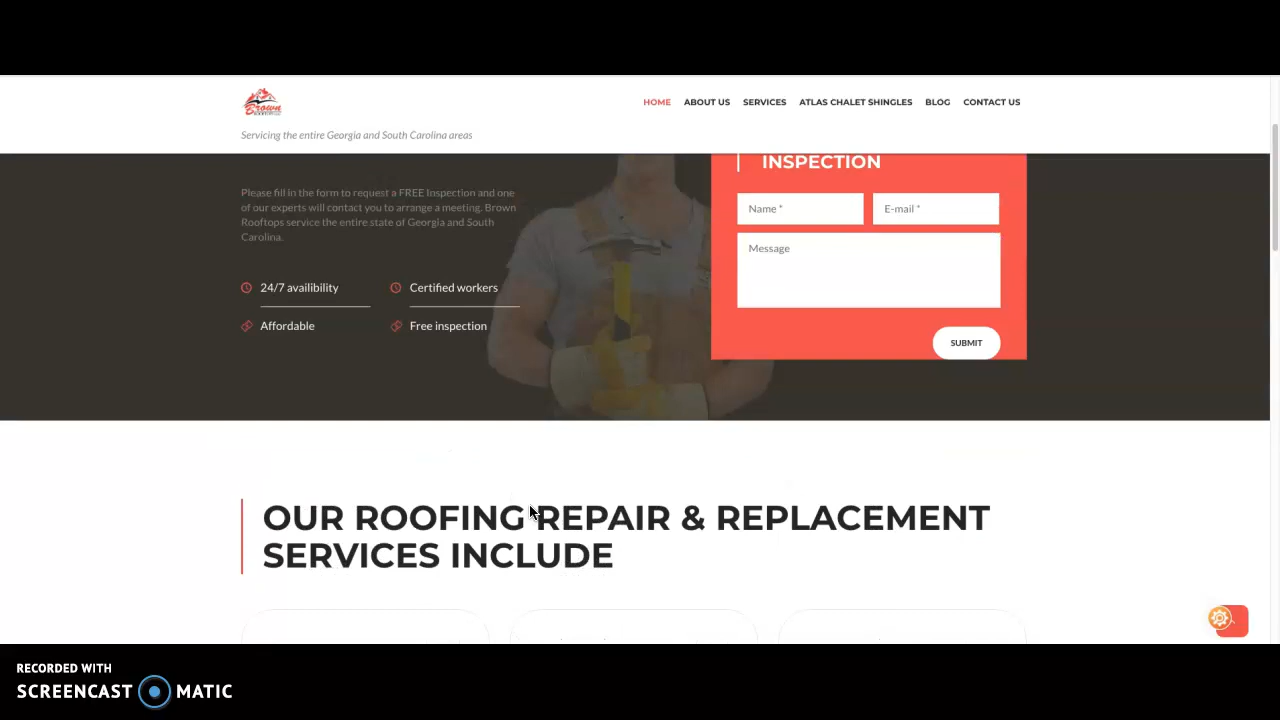 Brown
HOME ABOUT US SERVICES ATLAS CHALET SHINGLES BLOG CONTACT US
Servicing the entire Georgia and South Carolina areas
INSPECTION
Please fill in the form to request a FREE Inspection and one
of our experts will contact you to arrange a meeting. Brown
Rooftops service the entire state of Georgia and South
Carolina.
Name * E-mail *
Message
24/7 availibility Certified workers
Affordable Free inspection
SUBMIT
OUR ROOFING REPAIR & REPLACEMENT
SERVICES INCLUDE
RECORDED WITH
SCREENCAST MATIC